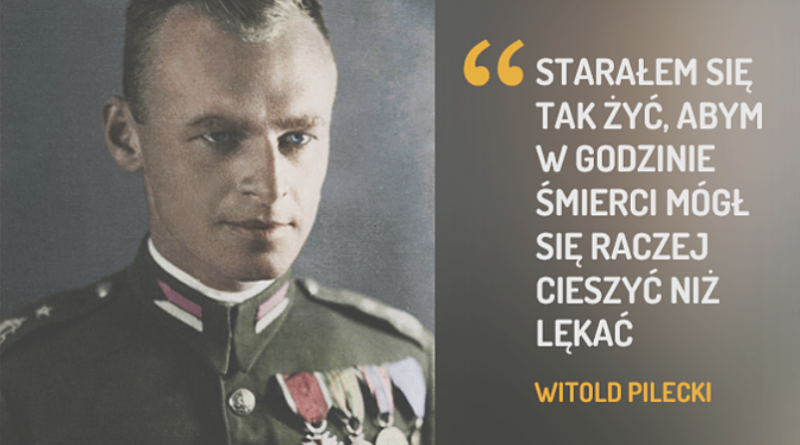 STARAŁEM SIĘ
TAK ŻYĆ, ABYM
W GODZINIE
ŚMIERCI MÓGŁ
SIĘ RACZEJ
CIESZYĆ NIŻ
LĘKAĆ
WITOLD PILECKI